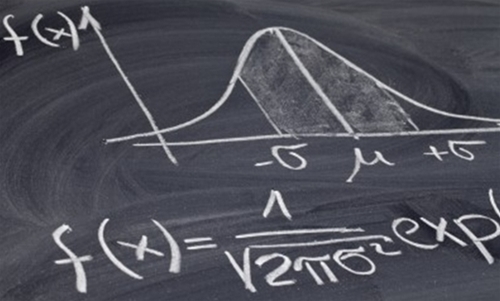 f(x)
-σ μ +σ
f(x) = 1/√2πσ² exp(